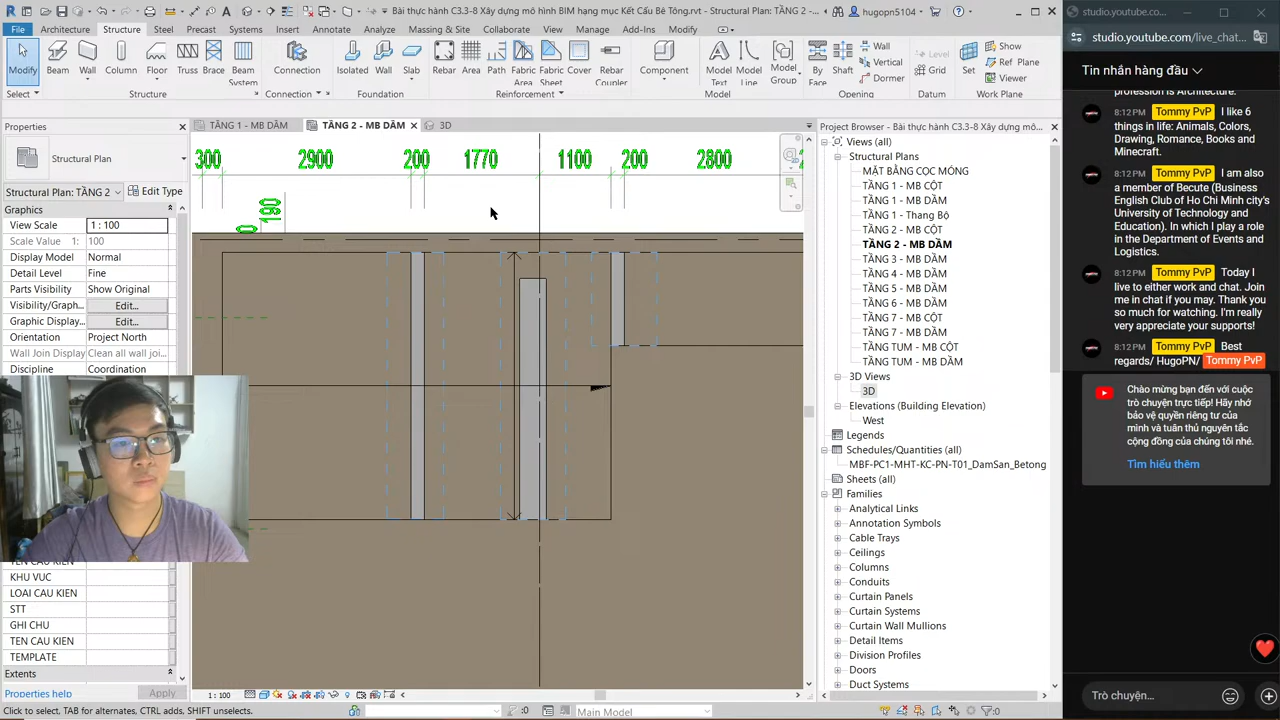 Bài thực hành C3.3-8 Xây dựng mô hình BIM hạng mục Kết Cấu Bê Tông.rvt - Structural Plan: TẦNG 2 -...
hugopn5104
File Architecture Structure Steel Precast Systems Insert Annotate Analyze Massing & Site Collaborate View Manage Add-Ins Modify
Modify Beam Wall Column Floor Truss Brace Connection Isolated Wall Slab Rebar Area Path Fabric Area Fabric Sheet Cover Rebar Coupler Component Model Text Model Line Model Group By Face Shaft Wall Vertical Dormer Level Grid Set Show Ref Plane Viewer
Select Structure Connection Foundation Reinforcement Model Opening Datum Work Plane
Properties
TẦNG 1 - MB DẦM
TẦNG 2 - MB DẦM
3D
Structural Plan
Structural Plan: TẦNG 2
Edit Type
Graphics
View Scale 1 : 100
Scale Value 1: 100
Display Model Normal
Detail Level Fine
Parts Visibility Show Original
Visibility/Graph... Edit...
Graphic Display... Edit...
Orientation Project North
Wall Join Display Clean all wall joi...
Discipline Coordination
TEN CAU KIEN
KHU VUC
LOAI CAU KIEN
STT
GHI CHU
TEN CAU KIEN
TEMPLATE
Extents
Properties help Apply
300 2900 200 1770 1100 200 2800
190
Project Browser - Bài thực hành C3.3-8 Xây dựng mô...
Views (all)
Structural Plans
MẶT BẰNG CỌC MÓNG
TẦNG 1 - MB CỘT
TẦNG 1 - MB DẦM
TẦNG 1 - Thang Bộ
TẦNG 2 - MB CỘT
TẦNG 2 - MB DẦM
TẦNG 3 - MB DẦM
TẦNG 4 - MB DẦM
TẦNG 5 - MB DẦM
TẦNG 6 - MB DẦM
TẦNG 7 - MB DẦM
TẦNG 7 - MB DẦM
TẦNG TUM - MB CỘT
TẦNG TUM - MB DẦM
3D Views
3D
Elevations (Building Elevation)
West
Legends
Schedules/Quantities (all)
MBF-PC1-MHT-KC-PN-T01_DamSan_Betong
Sheets (all)
Families
Analytical Links
Annotation Symbols
Cable Trays
Ceilings
Columns
Conduits
Curtain Panels
Curtain Systems
Curtain Wall Mullions
Detail Items
Division Profiles
Doors
Duct Systems
1 : 100
Main Model
:0
:0
Click to select, TAB for alternates, CTRL adds, SHIFT unselects.
studio.youtube.co...
studio.youtube.com/live_chat...
Tin nhắn hàng đầu
profession is Architecture.
8:12 PM Tommy PvP I like 6
things in life: Animals, Colors,
Drawing, Romance, Books and
Minecraft.
8:12 PM Tommy PvP I am also
a member of Becute (Business
English Club of Ho Chi Minh city's
University of Technology and
Education). In which I play a role
in the Department of Events and
Logistics.
8:12 PM Tommy PvP Today I
live to either work and chat. Join
me in chat if you may. Thank you
so much for watching. I'm really
very appreciate your supports!
8:12 PM Tommy PvP Best
regards/ HugoPN/ Tommy PvP
Chào mừng bạn đến với cuộc
trò chuyện trực tiếp! Hãy nhớ
bảo vệ quyền riêng tư của
mình và tuân thủ nguyên tắc
cộng đồng của chúng tôi nhé.
Tìm hiểu thêm
Trò chuyện...